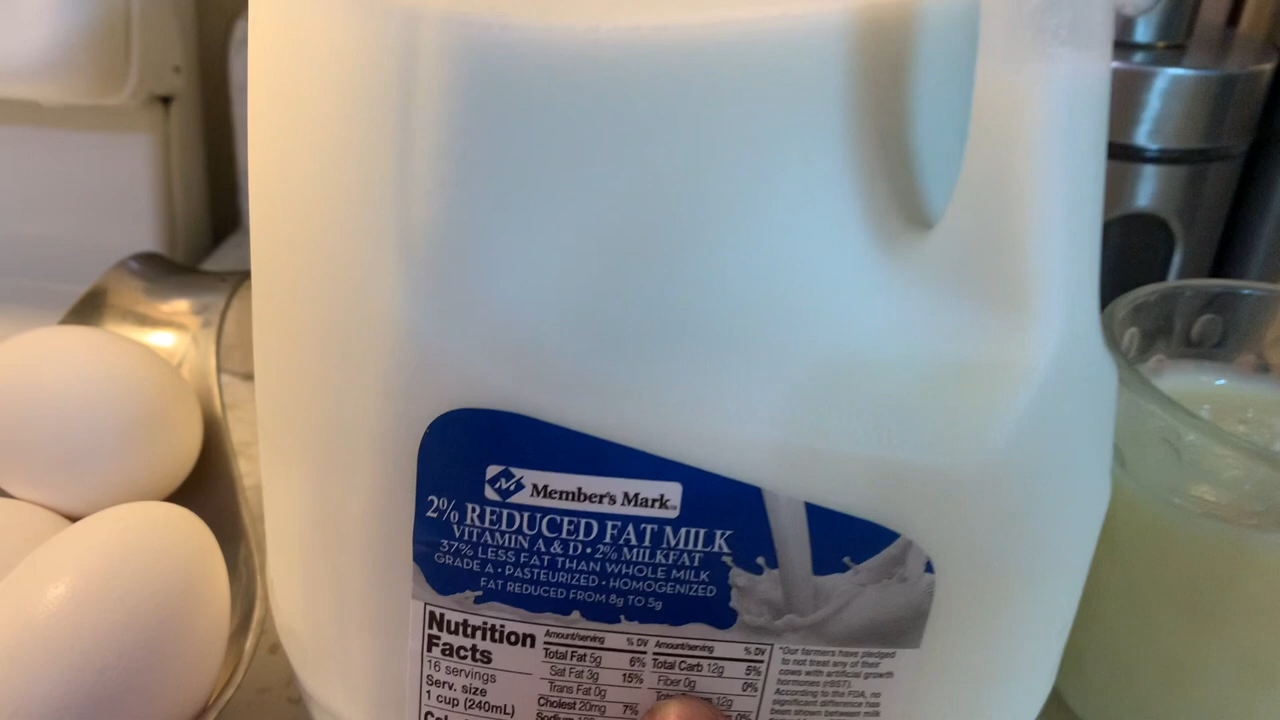 Member's Mark™
2% REDUCED FAT MILK
VITAMIN A & D • 2% MILKFAT
37% LESS FAT THAN WHOLE MILK
GRADE A • PASTEURIZED • HOMOGENIZED
FAT REDUCED FROM 8g TO 5g
Nutrition
Facts
16 servings
Serv. size
1 cup (240mL)
Amount/serving % DV
Total Fat 5g 6%
Sat Fat 3g 15%
Trans Fat 0g
Cholest 20mg 7%
Sodium
Amount/serving % DV
Total Carb 12g 5%
Fiber 0g 0%
12g
0%
"Our farmers have pledged
to not treat any of their
cows with artificial growth
hormones (rBST).
According to the FDA, no
significant difference has
been shown between milk